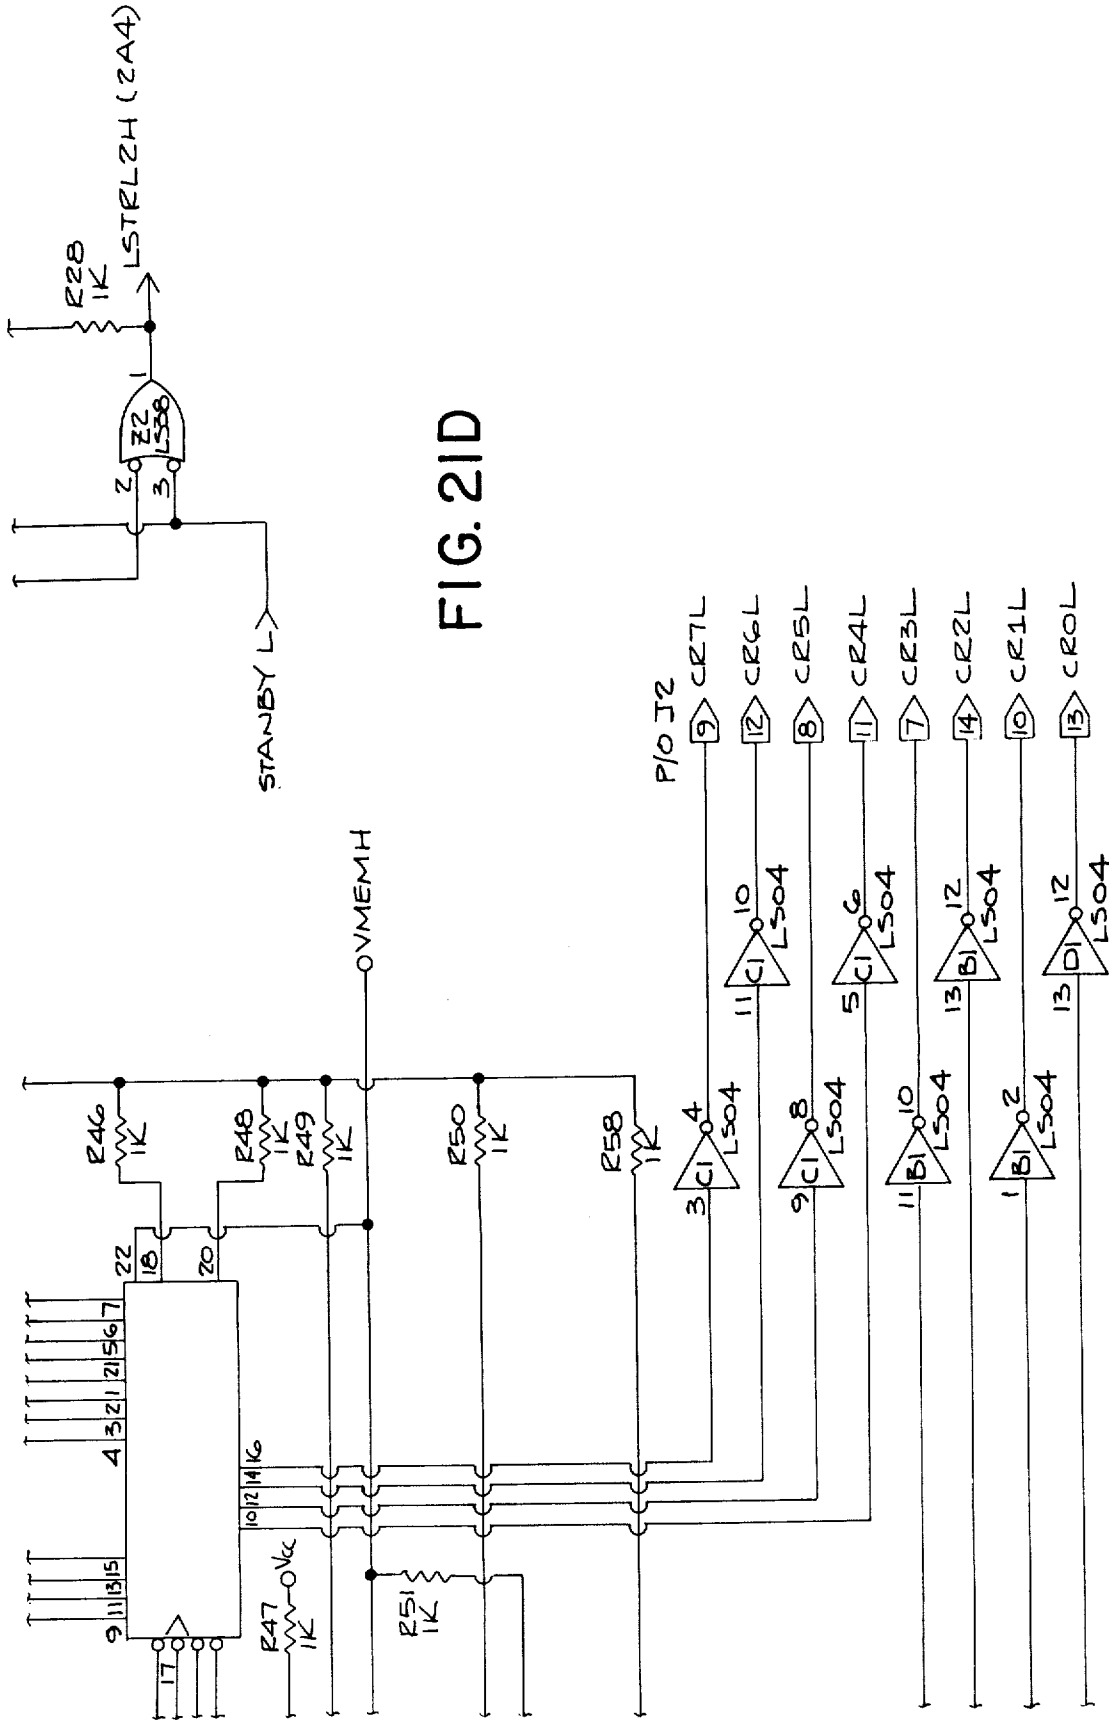 LSTRL2H (2A4)
R28
1K
1
Z2
LS38
2
3
STANBY L
FIG. 21D
VMEMH
R46
1K
R48
1K
R49
1K
R50
1K
R58
1K
22
18
20
7
6
5
21
1
2
3
4
15
13
11
9
17
16
14
12
10
R47
1K
Vcc
R51
1K
P/O J2
3 C1 4
LS04
9 CR7L
11 C1 10
LS04
12 CR6L
9 C1 8
LS04
8 CR5L
5 C1 6
LS04
11 CR4L
11 B1 10
LS04
7 CR3L
13 B1 12
LS04
14 CR2L
1 B1 2
LS04
10 CR1L
13 D1 12
LS04
13 CR0L